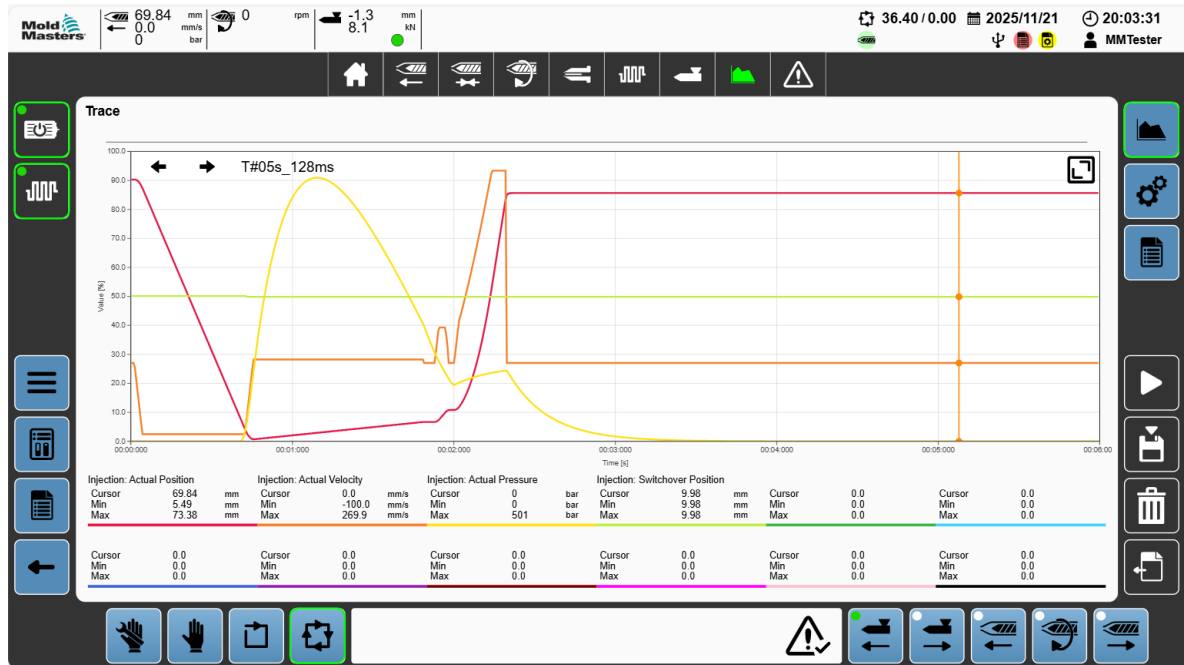 Mold
Masters
69.84 mm
0.0 mm/s
0 bar
0 rpm
-1.3 mm
8.1 kN
36.40 / 0.00
2025/11/21
20:03:31
MMTester
Trace
T#05s_128ms
Value [%]
100.0
90.0
80.0
70.0
60.0
50.0
40.0
30.0
20.0
10.0
0.0
00:00:000 00:01:000 00:02:000 00:03:000 00:04:000 00:05:000 00:06:00
Time [s]
Injection: Actual Position Injection: Actual Velocity Injection: Actual Pressure Injection: Switchover Position
Cursor 69.84 mm Cursor 0.0 mm/s Cursor 0 bar Cursor 9.98 mm Cursor 0.0 Cursor 0.0
Min 5.49 mm Min -100.0 mm/s Min 0 bar Min 9.98 mm Min 0.0 Min 0.0
Max 73.38 mm Max 269.9 mm/s Max 501 bar Max 9.98 mm Max 0.0 Max 0.0
Cursor 0.0 Cursor 0.0 Cursor 0.0 Cursor 0.0 Cursor 0.0 Cursor 0.0
Min 0.0 Min 0.0 Min 0.0 Min 0.0 Min 0.0 Min 0.0
Max 0.0 Max 0.0 Max 0.0 Max 0.0 Max 0.0 Max 0.0